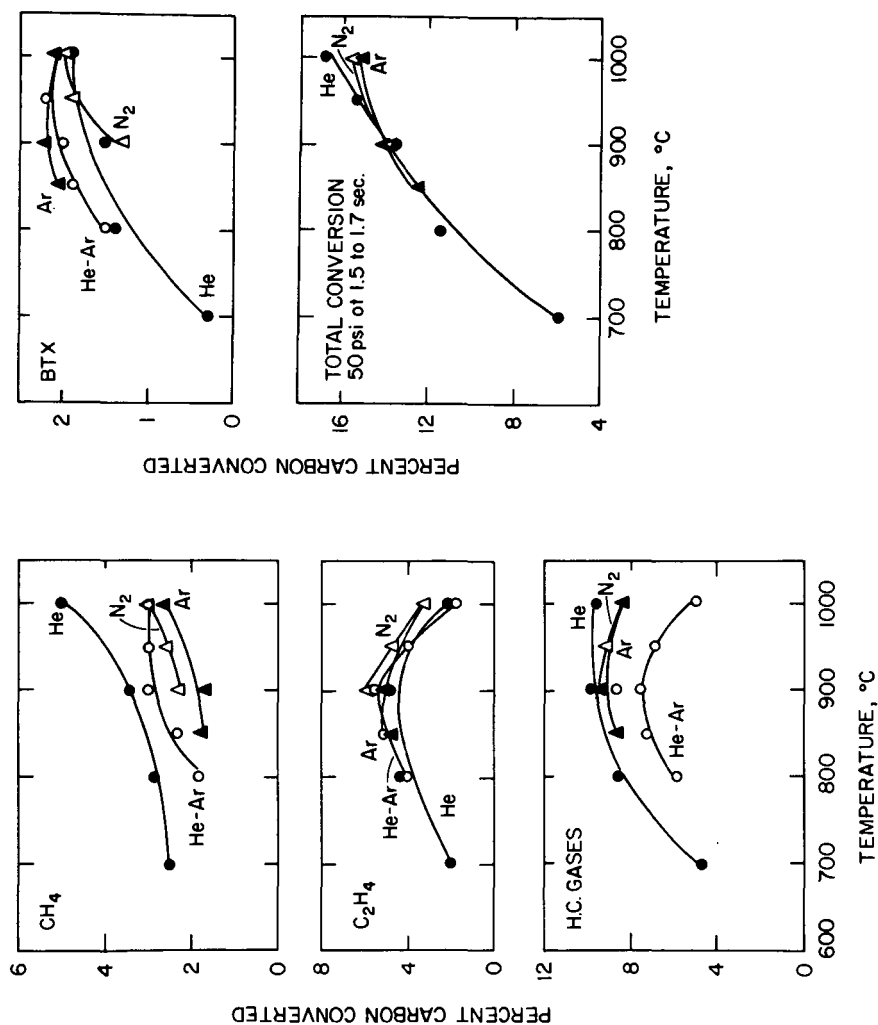 BTX
2
1
0
Ar
He-Ar
N2
He
TOTAL CONVERSION
50 psi at 1.5 to 1.7 sec.
16
12
8
4
He
N2
Ar
700
800
900
1000
TEMPERATURE, °C
PERCENT CARBON CONVERTED
CH4
6
4
2
0
He
N2
Ar
He-Ar
C2H4
8
4
0
N2
Ar
He-Ar
He
H.C. GASES
12
8
4
0
He
N2
Ar
He-Ar
600
700
800
900
1000
TEMPERATURE, °C
PERCENT CARBON CONVERTED